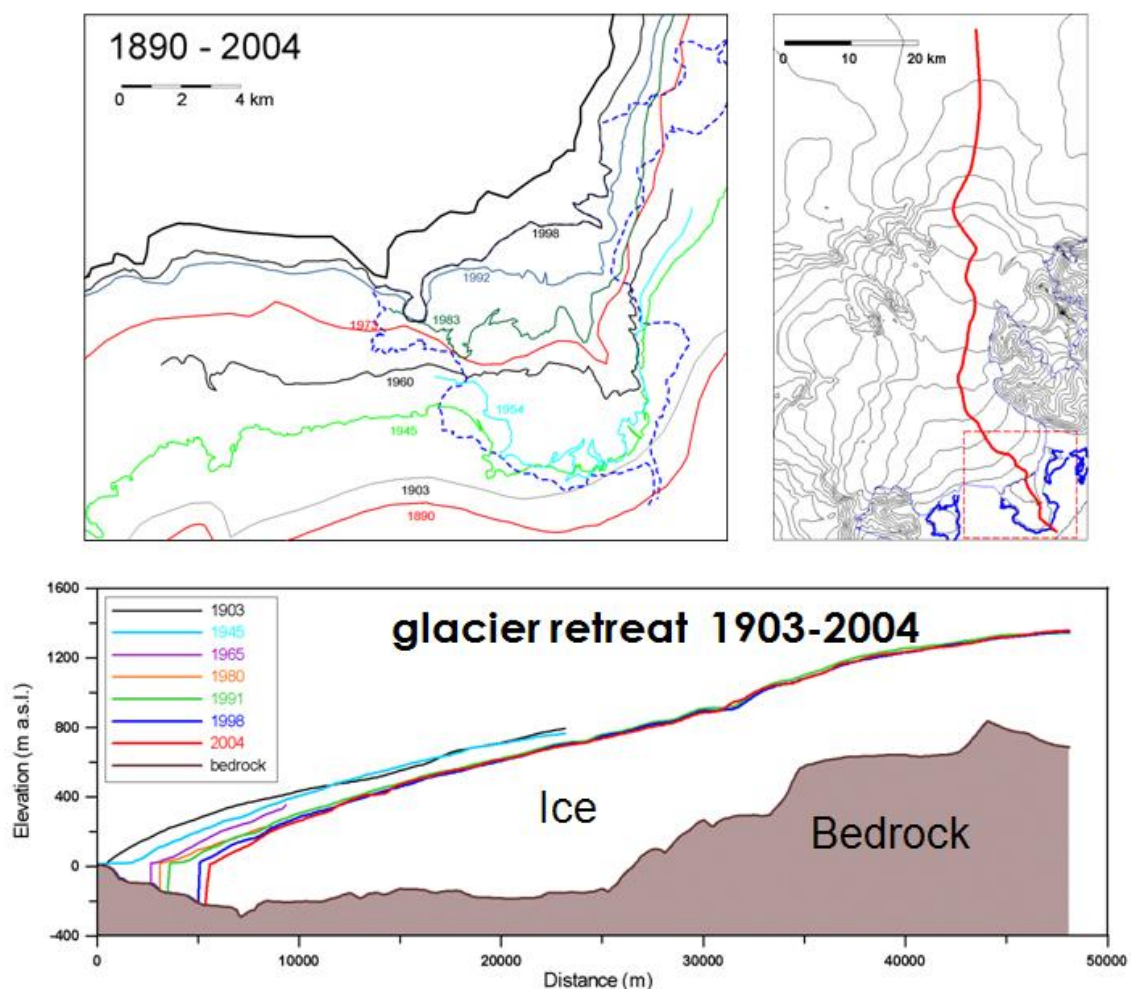 1890 - 2004
0 2 4 km
1998
1992
1983
1973
1960
1954
1945
1903
1890
0 10 20 km
glacier retreat 1903-2004
1903
1945
1965
1980
1991
1998
2004
bedrock
Ice
Bedrock
Elevation (m a.s.l.)
1600
1200
800
400
0
-400
0 10000 20000 30000 40000 50000
Distance (m)